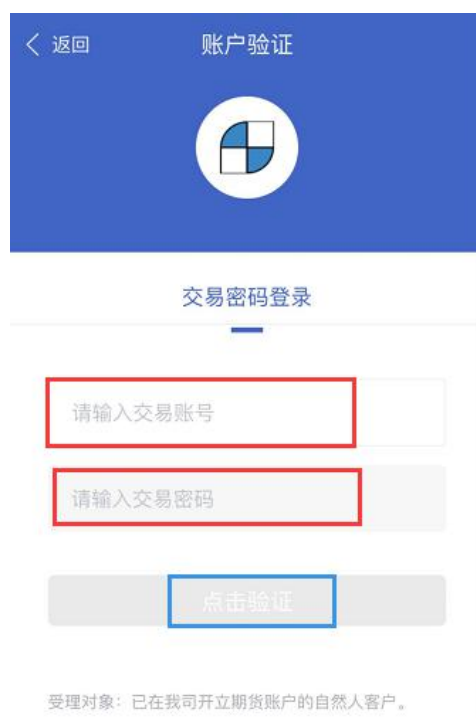 返回 账户验证
交易密码登录
请输入交易账号
请输入交易密码
点击验证
受理对象：已在我司开立期货账户的自然人客户。